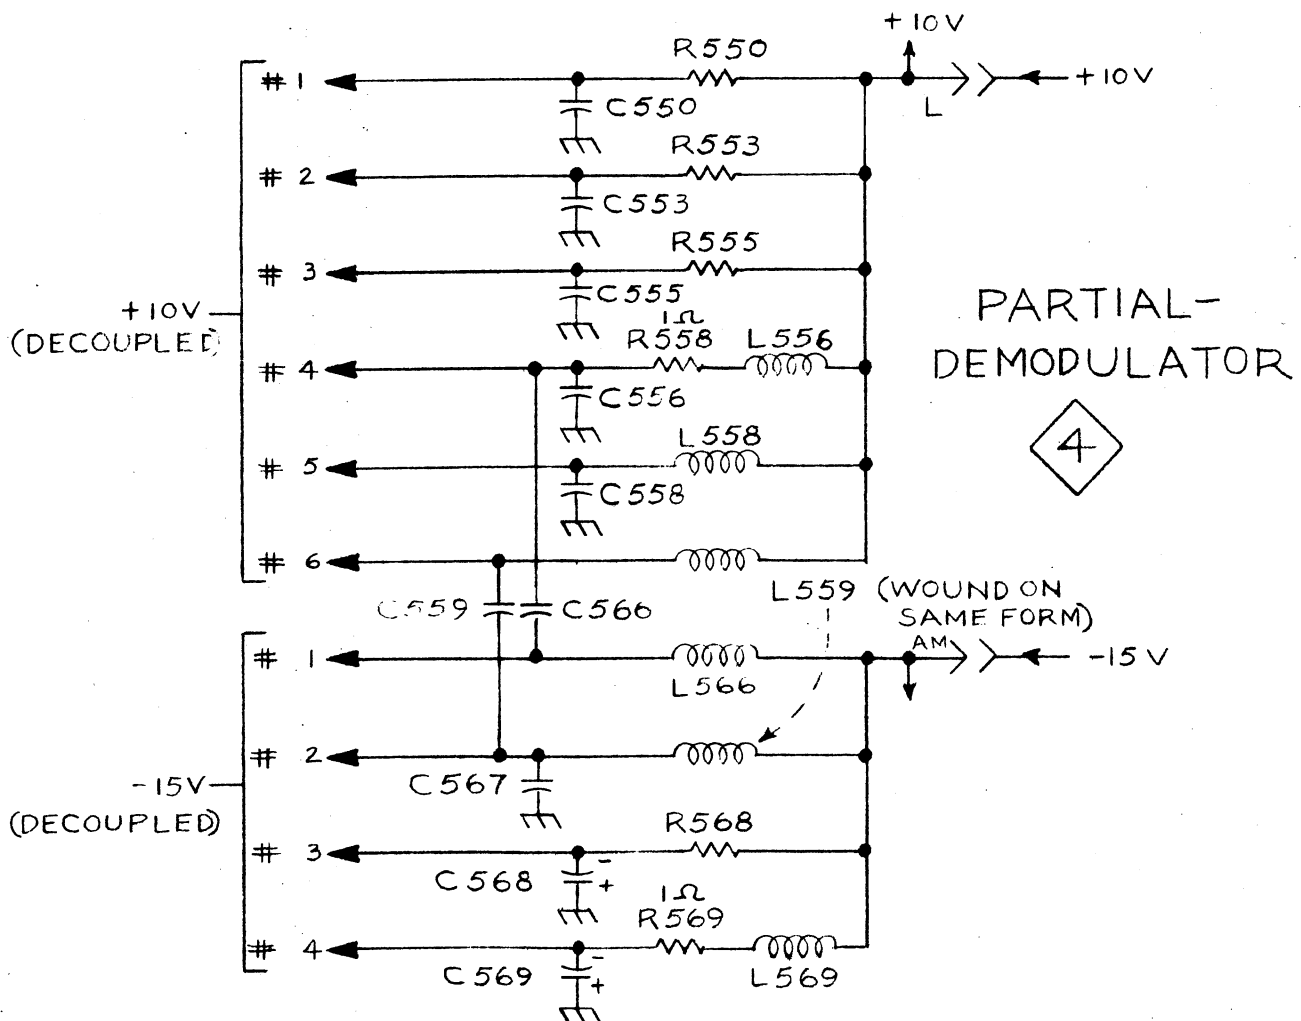 +10V
R550
# 1
+10V
C550
L
R553
# 2
C553
R555
# 3
C555
+10V
(DECOUPLED)
1Ω
R558
L556
# 4
C556
PARTIAL-
DEMODULATOR
4
L558
# 5
C558
# 6
L559 (WOUND ON
SAME FORM)
C559
C566
AM
# 1
-15V
L566
# 2
C567
-15V
(DECOUPLED)
R568
# 3
-
C568
+
1Ω
R569
# 4
-
C569
+
L569